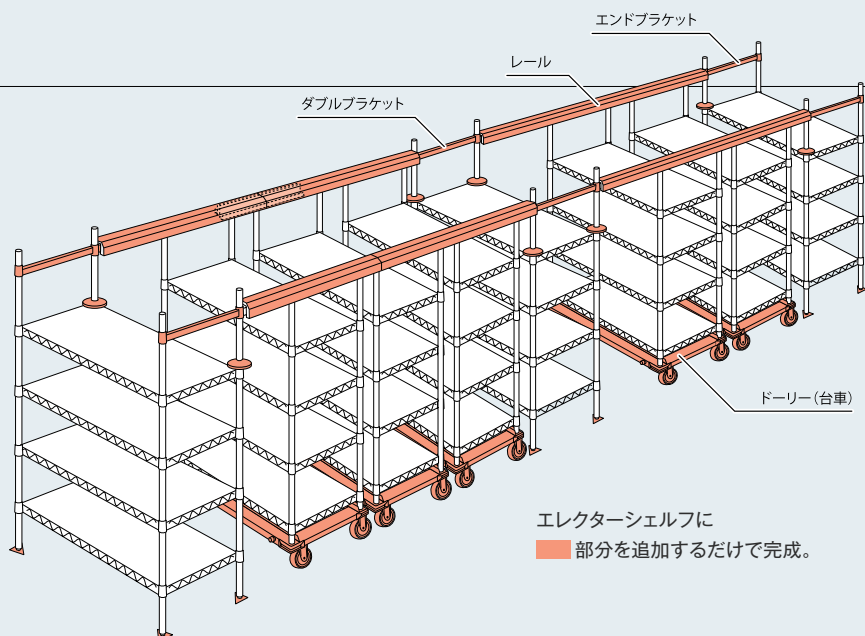 エンドブラケット
レール
ダブルブラケット
ドーリー(台車)
エレクターシェルフに
部分を追加するだけで完成。